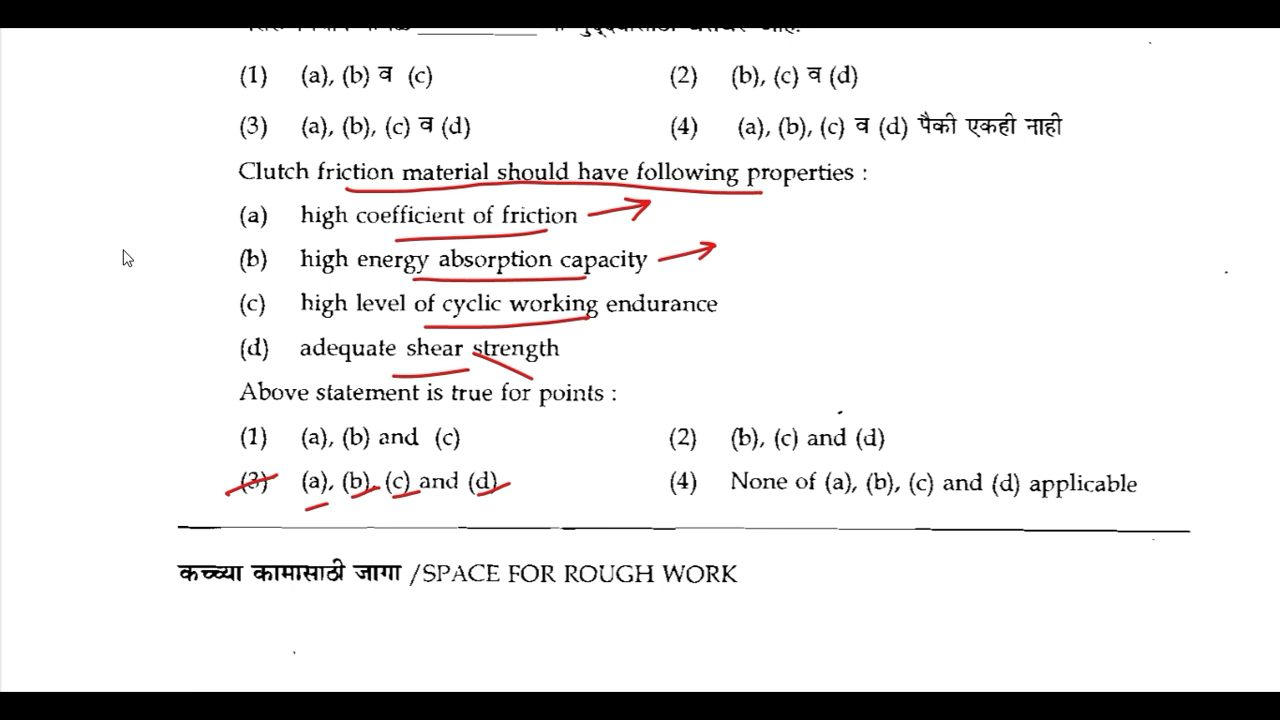 (1) (a), (b) व (c) (2) (b), (c) व (d)
(3) (a), (b), (c) व (d) (4) (a), (b), (c) व (d) पैकी एकही नाही
Clutch friction material should have following properties :
(a) high coefficient of friction
(b) high energy absorption capacity
(c) high level of cyclic working endurance
(d) adequate shear strength
Above statement is true for points :
(1) (a), (b) and (c) (2) (b), (c) and (d)
(3) (a), (b), (c) and (d) (4) None of (a), (b), (c) and (d) applicable
कच्च्या कामासाठी जागा /SPACE FOR ROUGH WORK